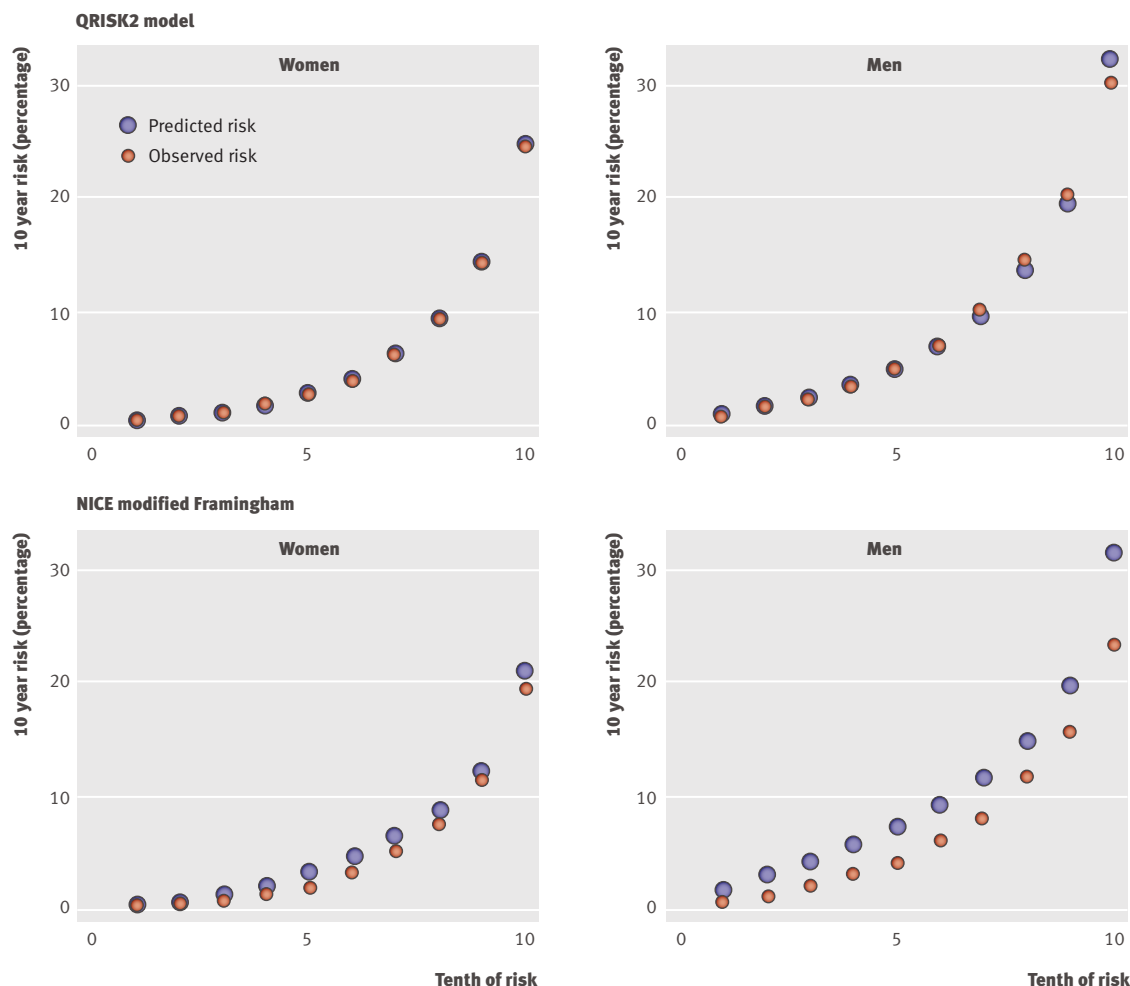 QRISK2 model
10 year risk (percentage)
Women
30
20
10
0
Predicted risk
Observed risk
0 5 10
10 year risk (percentage)
Men
30
20
10
0
0 5 10
NICE modified Framingham
10 year risk (percentage)
Women
30
20
10
0
0 5 10
Tenth of risk
10 year risk (percentage)
Men
30
20
10
0
0 5 10
Tenth of risk